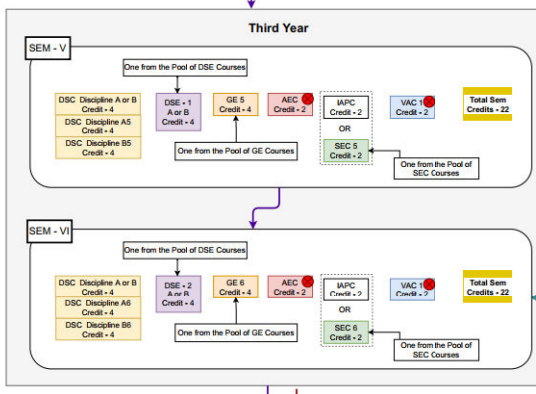 Third Year
SEM - V
One from the Pool of DSE Courses
DSC Discipline A or B
Credit - 4
DSC Discipline A5
Credit - 4
DSC Discipline B5
Credit - 4
DSE - 1
A or B
Credit - 4
GE 5
Credit - 4
AEC
Credit - 2
IAPC
Credit - 2
OR
SEC 5
Credit - 2
VAC 1
Credit - 2
Total Sem
Credits - 22
One from the Pool of GE Courses
One from the Pool of
SEC Courses
SEM - VI
One from the Pool of DSE Courses
DSC Discipline A or B
Credit - 4
DSC Discipline A6
Credit - 4
DSC Discipline B6
Credit - 4
DSE - 2
A or B
Credit - 4
GE 6
Credit - 4
AEC
Credit - 2
IAPC
Credit - 2
OR
SEC 6
Credit - 2
VAC 1
Credit - 2
Total Sem
Credits - 22
One from the Pool of GE Courses
One from the Pool of
SEC Courses